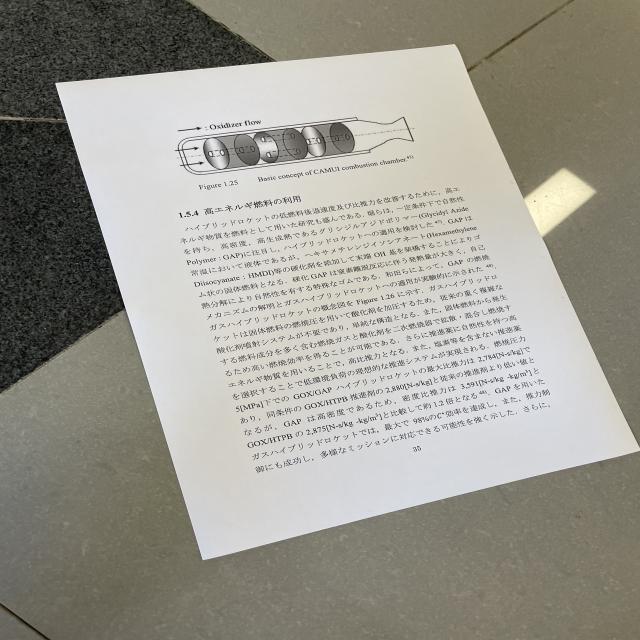 : Oxidizer flow
Figure 1.25 Basic concept of CAMUI combustion chamber.
1.5.4 高エネルギ燃料の利用
ハイブリッドロケットの低燃料後退速度及び比推力を改善するために，高エ
ネルギ物質を燃料として用いた研究も盛んである．堀らは，一定条件下で自燃性
を持ち，高密度，高生成熱であるグリシジルアジドポリマー(Glycidyl Azide
Polymer : GAP)に注目し，ハイブリッドロケットへの適用を検討した．GAP は
常温において液体であるが，ヘキサメチレンジイソシアネート(Hexamethylene
Diisocyanate : HMDI)等の硬化剤を添加して末端 OH 基を架橋することによりゴ
ム状の固体燃料となる．硬化 GAP は窒素離脱反応に伴う発熱量が大きく，自己
熱分解により自燃性を有する特殊なゴムである．和田らによって，GAP の燃焼
メカニズムの解明とガスハイブリッドロケットへの適用が実験的に示された．
ガスハイブリッドロケットの概念図を Figure 1.26 に示す．ガスハイブリッドロ
ケットは固体燃料の燃焼圧を用いて酸化剤を加圧するため，従来の重く複雑な
酸化剤噴射システムが不要であり，単純な構造となる．また，固体燃料から発生
する燃料成分を多く含む燃焼ガスと酸化剤を二次燃焼器で拡散・混合し燃焼す
るため高い燃焼効率を得ることが可能である．さらに推進薬に自燃性を持つ高
エネルギ物質を用いることで，高比推力となる．また，塩素等を含まない推進薬
を選択することで低環境負荷の理想的な推進システムが実現される．燃焼圧力
5[MPa]下での GOX/GAP ハイブリッドロケットの最大比推力は 2,784[N-s/kg]で
あり，同条件の GOX/HTPB 推進剤の 2,880[N-s/kg]と従来の推進剤より低い値と
なるが，GAP は高密度であるため，密度比推力は 3,591[N-s/kg ·kg/m³]と
GOX/HTPB の 2,875[N-s/kg ·kg/m³]と比較して約 1.2 倍となる．GAP を用いた
ガスハイブリッドロケットでは，最大で 98%の C*効率を達成し，また，推力制
御にも成功し，多様なミッションに対応できる可能性を強く示した．さらに，
35